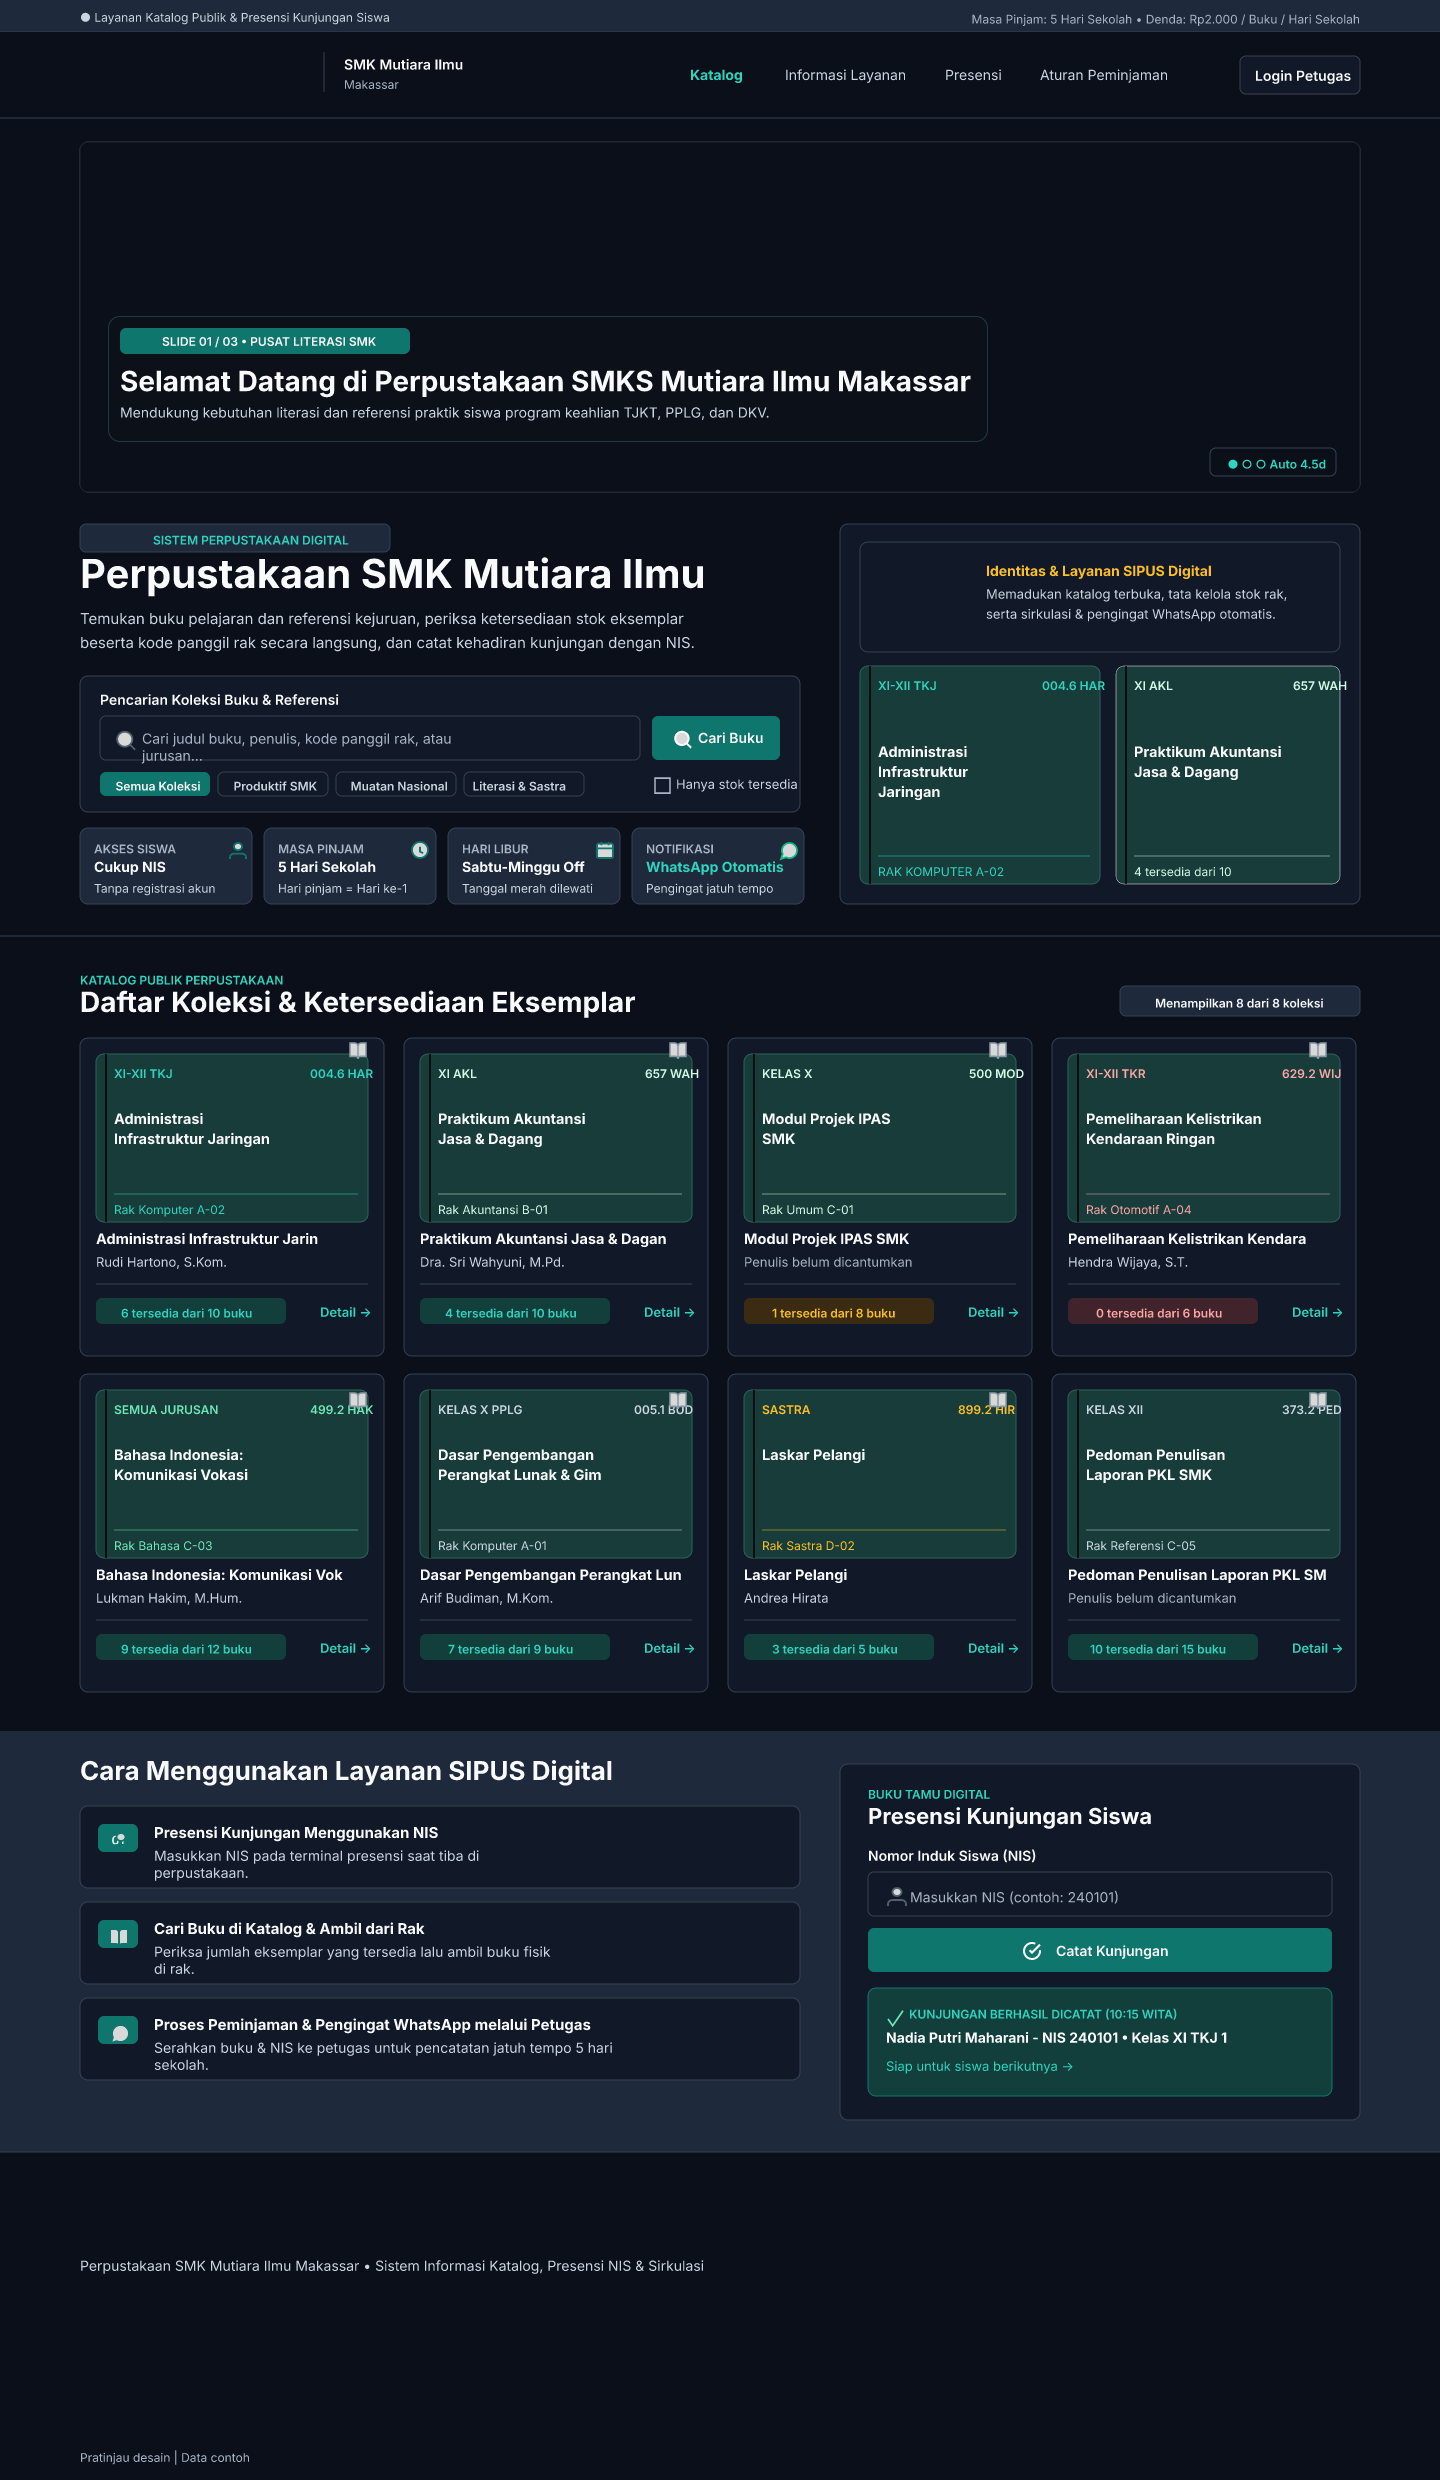 ● Layanan Katalog Publik & Presensi Kunjungan Siswa
Masa Pinjam: 5 Hari Sekolah • Denda: Rp2.000 / Buku / Hari Sekolah
SMK Mutiara Ilmu
Makassar
Katalog
Informasi Layanan
Presensi
Aturan Peminjaman
Login Petugas
SLIDE 01 / 03 • PUSAT LITERASI SMK
Selamat Datang di Perpustakaan SMKS Mutiara Ilmu Makassar
Mendukung kebutuhan literasi dan referensi praktik siswa program keahlian TJKT, PPLG, dan DKV.
● ○ ○ Auto 4.5d
SISTEM PERPUSTAKAAN DIGITAL
Perpustakaan SMK Mutiara Ilmu
Temukan buku pelajaran dan referensi kejuruan, periksa ketersediaan stok eksemplar
beserta kode panggil rak secara langsung, dan catat kehadiran kunjungan dengan NIS.
Pencarian Koleksi Buku & Referensi
Cari judul buku, penulis, kode panggil rak, atau
jurusan...
Cari Buku
Semua Koleksi
Produktif SMK
Muatan Nasional
Literasi & Sastra
Hanya stok tersedia
AKSES SISWA
Cukup NIS
Tanpa registrasi akun
MASA PINJAM
5 Hari Sekolah
Hari pinjam = Hari ke-1
HARI LIBUR
Sabtu-Minggu Off
Tanggal merah dilewati
NOTIFIKASI
WhatsApp Otomatis
Pengingat jatuh tempo
Identitas & Layanan SIPUS Digital
Memadukan katalog terbuka, tata kelola stok rak,
serta sirkulasi & pengingat WhatsApp otomatis.
XI-XII TKJ
004.6 HAR
Administrasi
Infrastruktur
Jaringan
RAK KOMPUTER A-02
XI AKL
657 WAH
Praktikum Akuntansi
Jasa & Dagang
4 tersedia dari 10
KATALOG PUBLIK PERPUSTAKAAN
Daftar Koleksi & Ketersediaan Eksemplar
Menampilkan 8 dari 8 koleksi
XI-XII TKJ
004.6 HAR
Administrasi
Infrastruktur Jaringan
Rak Komputer A-02
Administrasi Infrastruktur Jarin
Rudi Hartono, S.Kom.
6 tersedia dari 10 buku
Detail →
XI AKL
657 WAH
Praktikum Akuntansi
Jasa & Dagang
Rak Akuntansi B-01
Praktikum Akuntansi Jasa & Dagan
Dra. Sri Wahyuni, M.Pd.
4 tersedia dari 10 buku
Detail →
KELAS X
500 MOD
Modul Projek IPAS
SMK
Rak Umum C-01
Modul Projek IPAS SMK
Penulis belum dicantumkan
1 tersedia dari 8 buku
Detail →
XI-XII TKR
629.2 WIJ
Pemeliharaan Kelistrikan
Kendaraan Ringan
Rak Otomotif A-04
Pemeliharaan Kelistrikan Kendara
Hendra Wijaya, S.T.
0 tersedia dari 6 buku
Detail →
SEMUA JURUSAN
499.2 HAK
Bahasa Indonesia:
Komunikasi Vokasi
Rak Bahasa C-03
Bahasa Indonesia: Komunikasi Vok
Lukman Hakim, M.Hum.
9 tersedia dari 12 buku
Detail →
KELAS X PPLG
005.1 BUD
Dasar Pengembangan
Perangkat Lunak & Gim
Rak Komputer A-01
Dasar Pengembangan Perangkat Lun
Arif Budiman, M.Kom.
7 tersedia dari 9 buku
Detail →
SASTRA
899.2 HIR
Laskar Pelangi
Rak Sastra D-02
Laskar Pelangi
Andrea Hirata
3 tersedia dari 5 buku
Detail →
KELAS XII
373.2 PED
Pedoman Penulisan
Laporan PKL SMK
Rak Referensi C-05
Pedoman Penulisan Laporan PKL SM
Penulis belum dicantumkan
10 tersedia dari 15 buku
Detail →
Cara Menggunakan Layanan SIPUS Digital
Presensi Kunjungan Menggunakan NIS
Masukkan NIS pada terminal presensi saat tiba di
perpustakaan.
Cari Buku di Katalog & Ambil dari Rak
Periksa jumlah eksemplar yang tersedia lalu ambil buku fisik
di rak.
Proses Peminjaman & Pengingat WhatsApp melalui Petugas
Serahkan buku & NIS ke petugas untuk pencatatan jatuh tempo 5 hari
sekolah.
BUKU TAMU DIGITAL
Presensi Kunjungan Siswa
Nomor Induk Siswa (NIS)
Masukkan NIS (contoh: 240101)
Catat Kunjungan
KUNJUNGAN BERHASIL DICATAT (10:15 WITA)
Nadia Putri Maharani - NIS 240101 • Kelas XI TKJ 1
Siap untuk siswa berikutnya →
Perpustakaan SMK Mutiara Ilmu Makassar • Sistem Informasi Katalog, Presensi NIS & Sirkulasi
Pratinjau desain | Data contoh